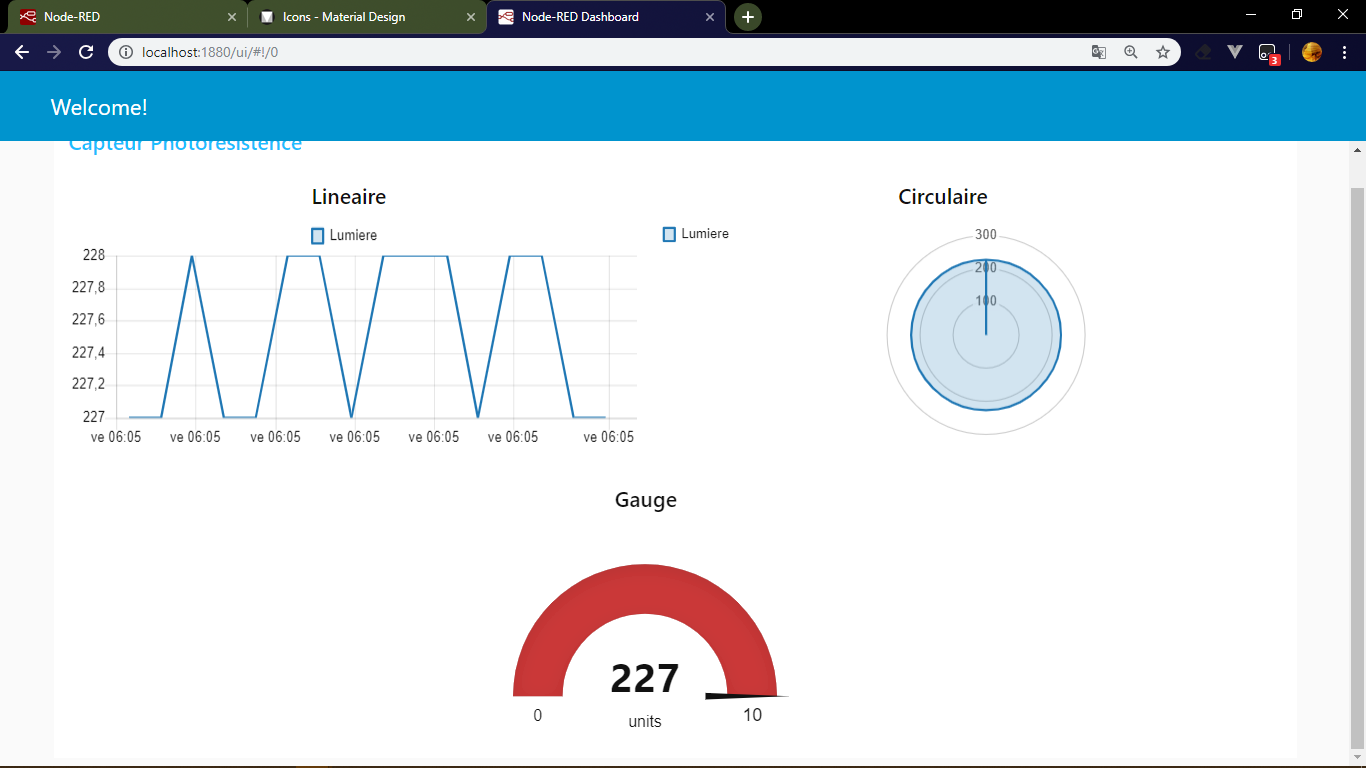 Node-RED
Icons - Material Design
Node-RED Dashboard
localhost:1880/ui/#!/0
3
Welcome!
Capteur Photoresistence
Lineaire
Lumiere
228
227,8
227,6
227,4
227,2
227
ve 06:05 ve 06:05 ve 06:05 ve 06:05 ve 06:05 ve 06:05 ve 06:05
Circulaire
Lumiere
300
200
100
Gauge
227
units
0
10